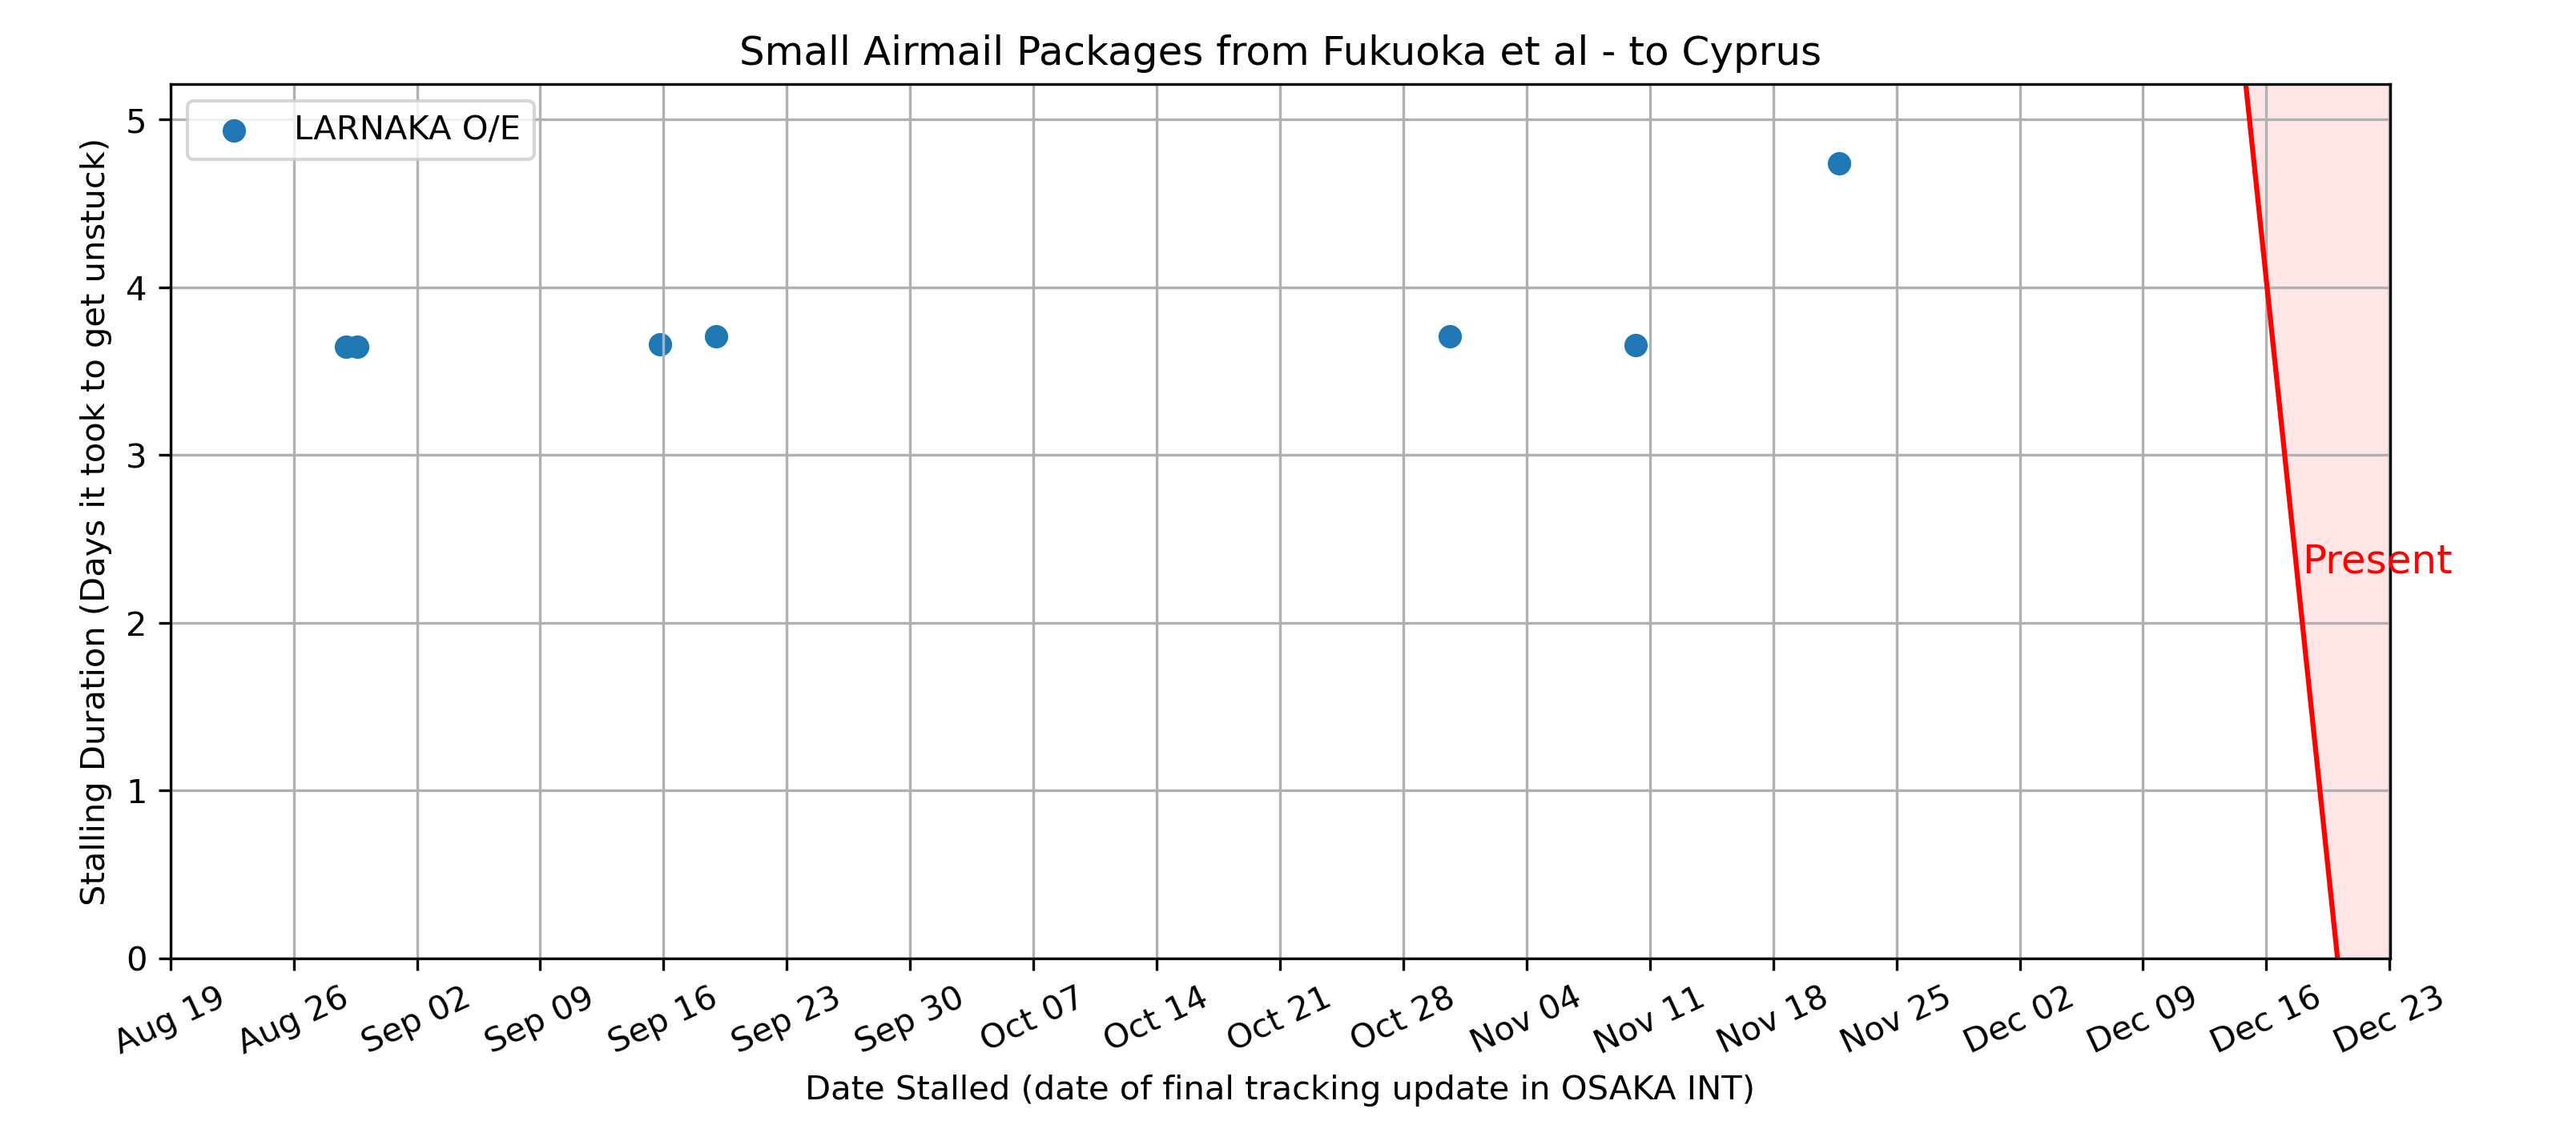 Small Airmail Packages from Fukuoka et al - to Cyprus
LARNAKA O/E
Stalling Duration (Days it took to get unstuck)
5
4
3
2
1
0
Present
Aug 19
Aug 26
Sep 02
Sep 09
Sep 16
Sep 23
Sep 30
Oct 07
Oct 14
Oct 21
Oct 28
Nov 04
Nov 11
Nov 18
Nov 25
Dec 02
Dec 09
Dec 16
Dec 23
Date Stalled (date of final tracking update in OSAKA INT)